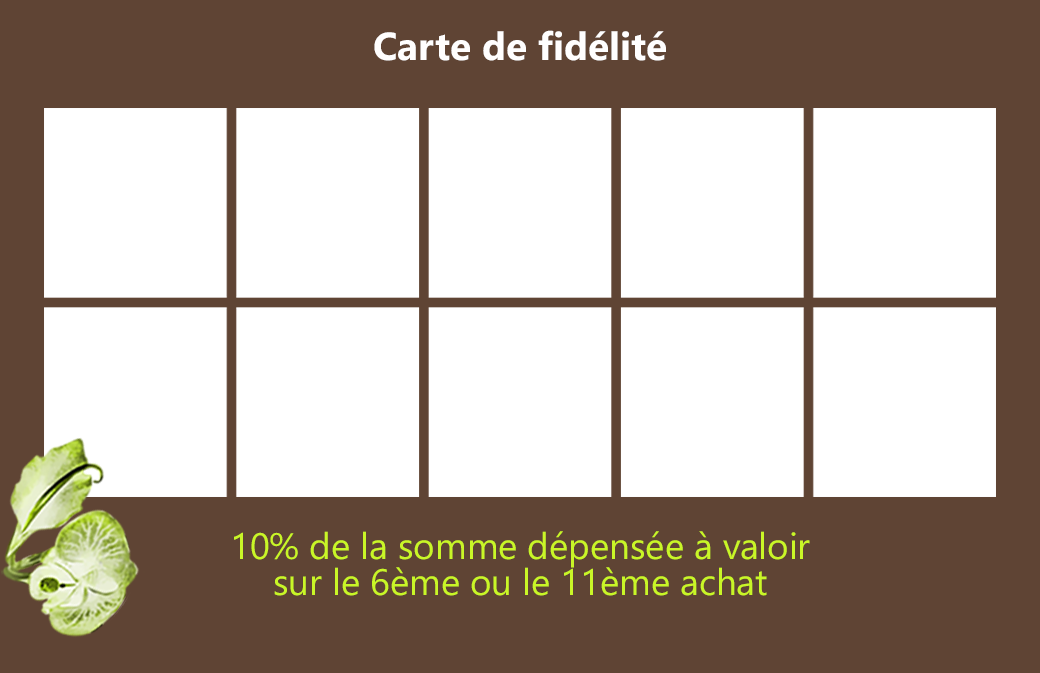 Carte de fidélité
10% de la somme dépensée à valoir
sur le 6ème ou le 11ème achat